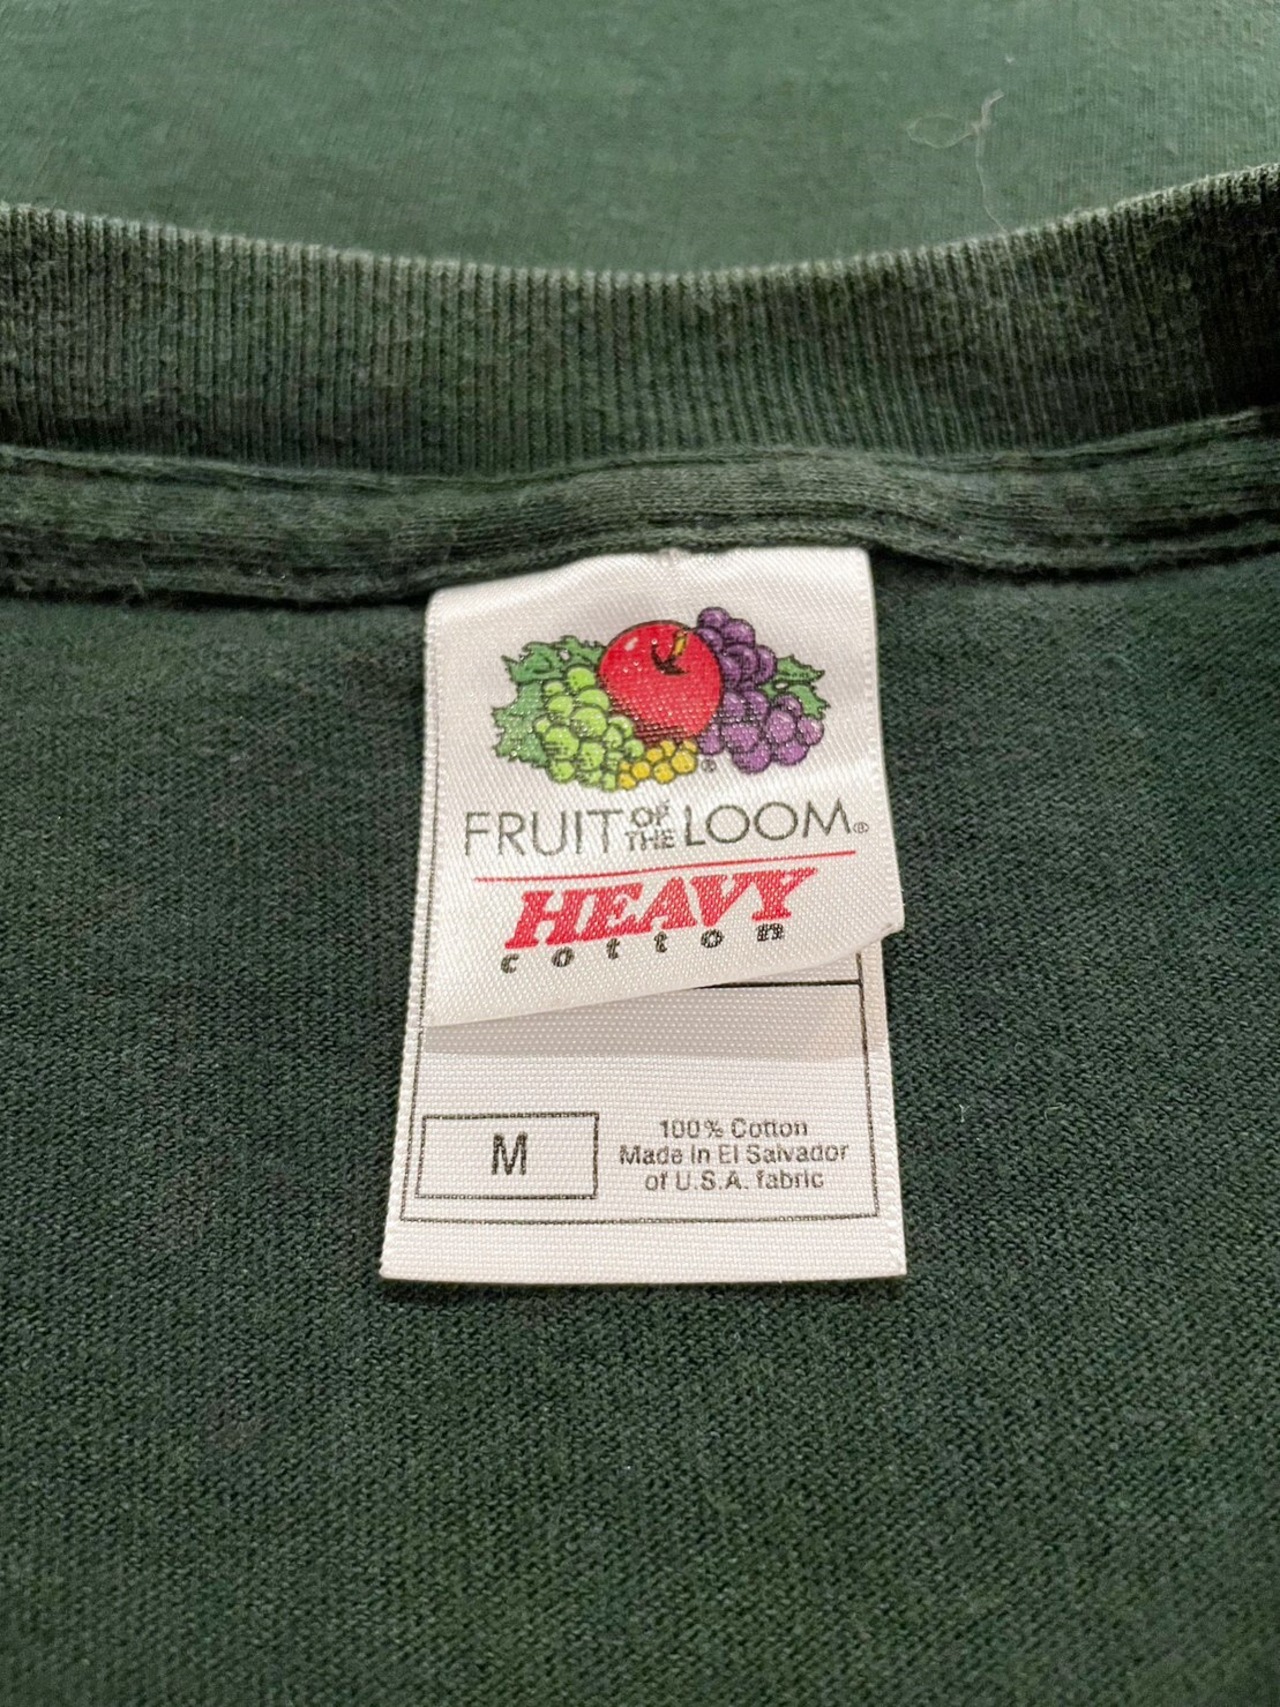 FRUIT OF THE LOOM®
HEAVY
cotton
M
100% Cotton
Made in El Salvador
of U.S.A. fabric